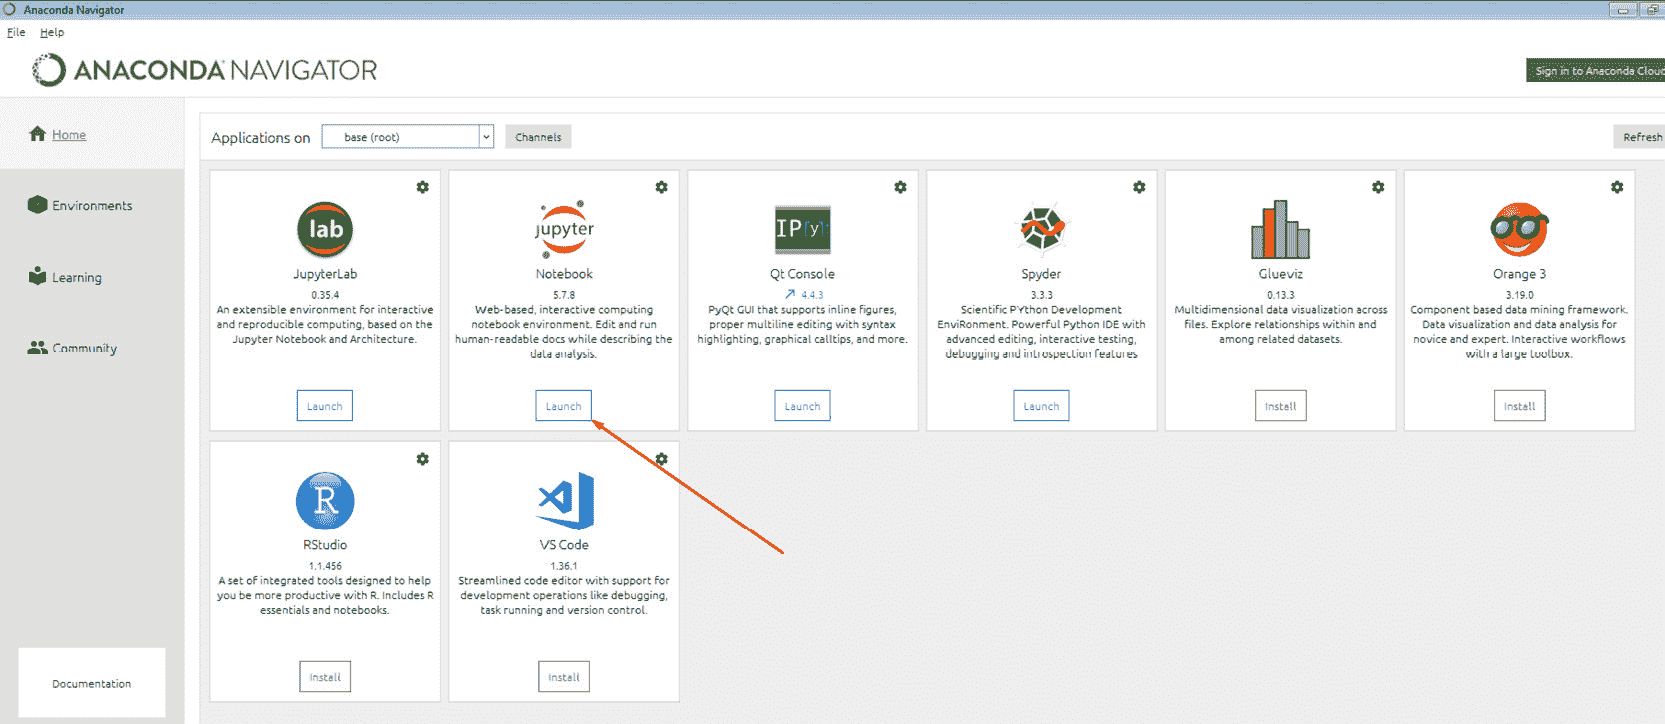 Anaconda Navigator
File Help
ANACONDA NAVIGATOR
Sign in to Anaconda Cloud
Home
Applications on base (root) Channels
Refresh
Environments
Learning
Community
Documentation
lab
JupyterLab
0.35.4
An extensible environment for interactive
and reproducible computing, based on the
Jupyter Notebook and Architecture.
Launch
jupyter
Notebook
5.7.8
Web-based, interactive computing
notebook environment. Edit and run
human-readable docs while describing the
data analysis.
Launch
IP[y]:
Qt Console
4.4.3
PyQt GUI that supports inline figures,
proper multiline editing with syntax
highlighting, graphical calltips, and more.
Launch
Spyder
3.3.3
Scientific PYthon Development
EnviRonment. Powerful Python IDE with
advanced editing, interactive testing,
debugging and introspection features
Launch
Glueviz
0.13.3
Multidimensional data visualization across
files. Explore relationships within and
among related datasets.
Install
Orange 3
3.19.0
Component based data mining framework.
Data visualization and data analysis for
novice and expert. Interactive workflows
with a large toolbox.
Install
R
RStudio
1.1.456
A set of integrated tools designed to help
you be more productive with R. Includes R
essentials and notebooks.
Install
VS Code
1.36.1
Streamlined code editor with support for
development operations like debugging,
task running and version control.
Install